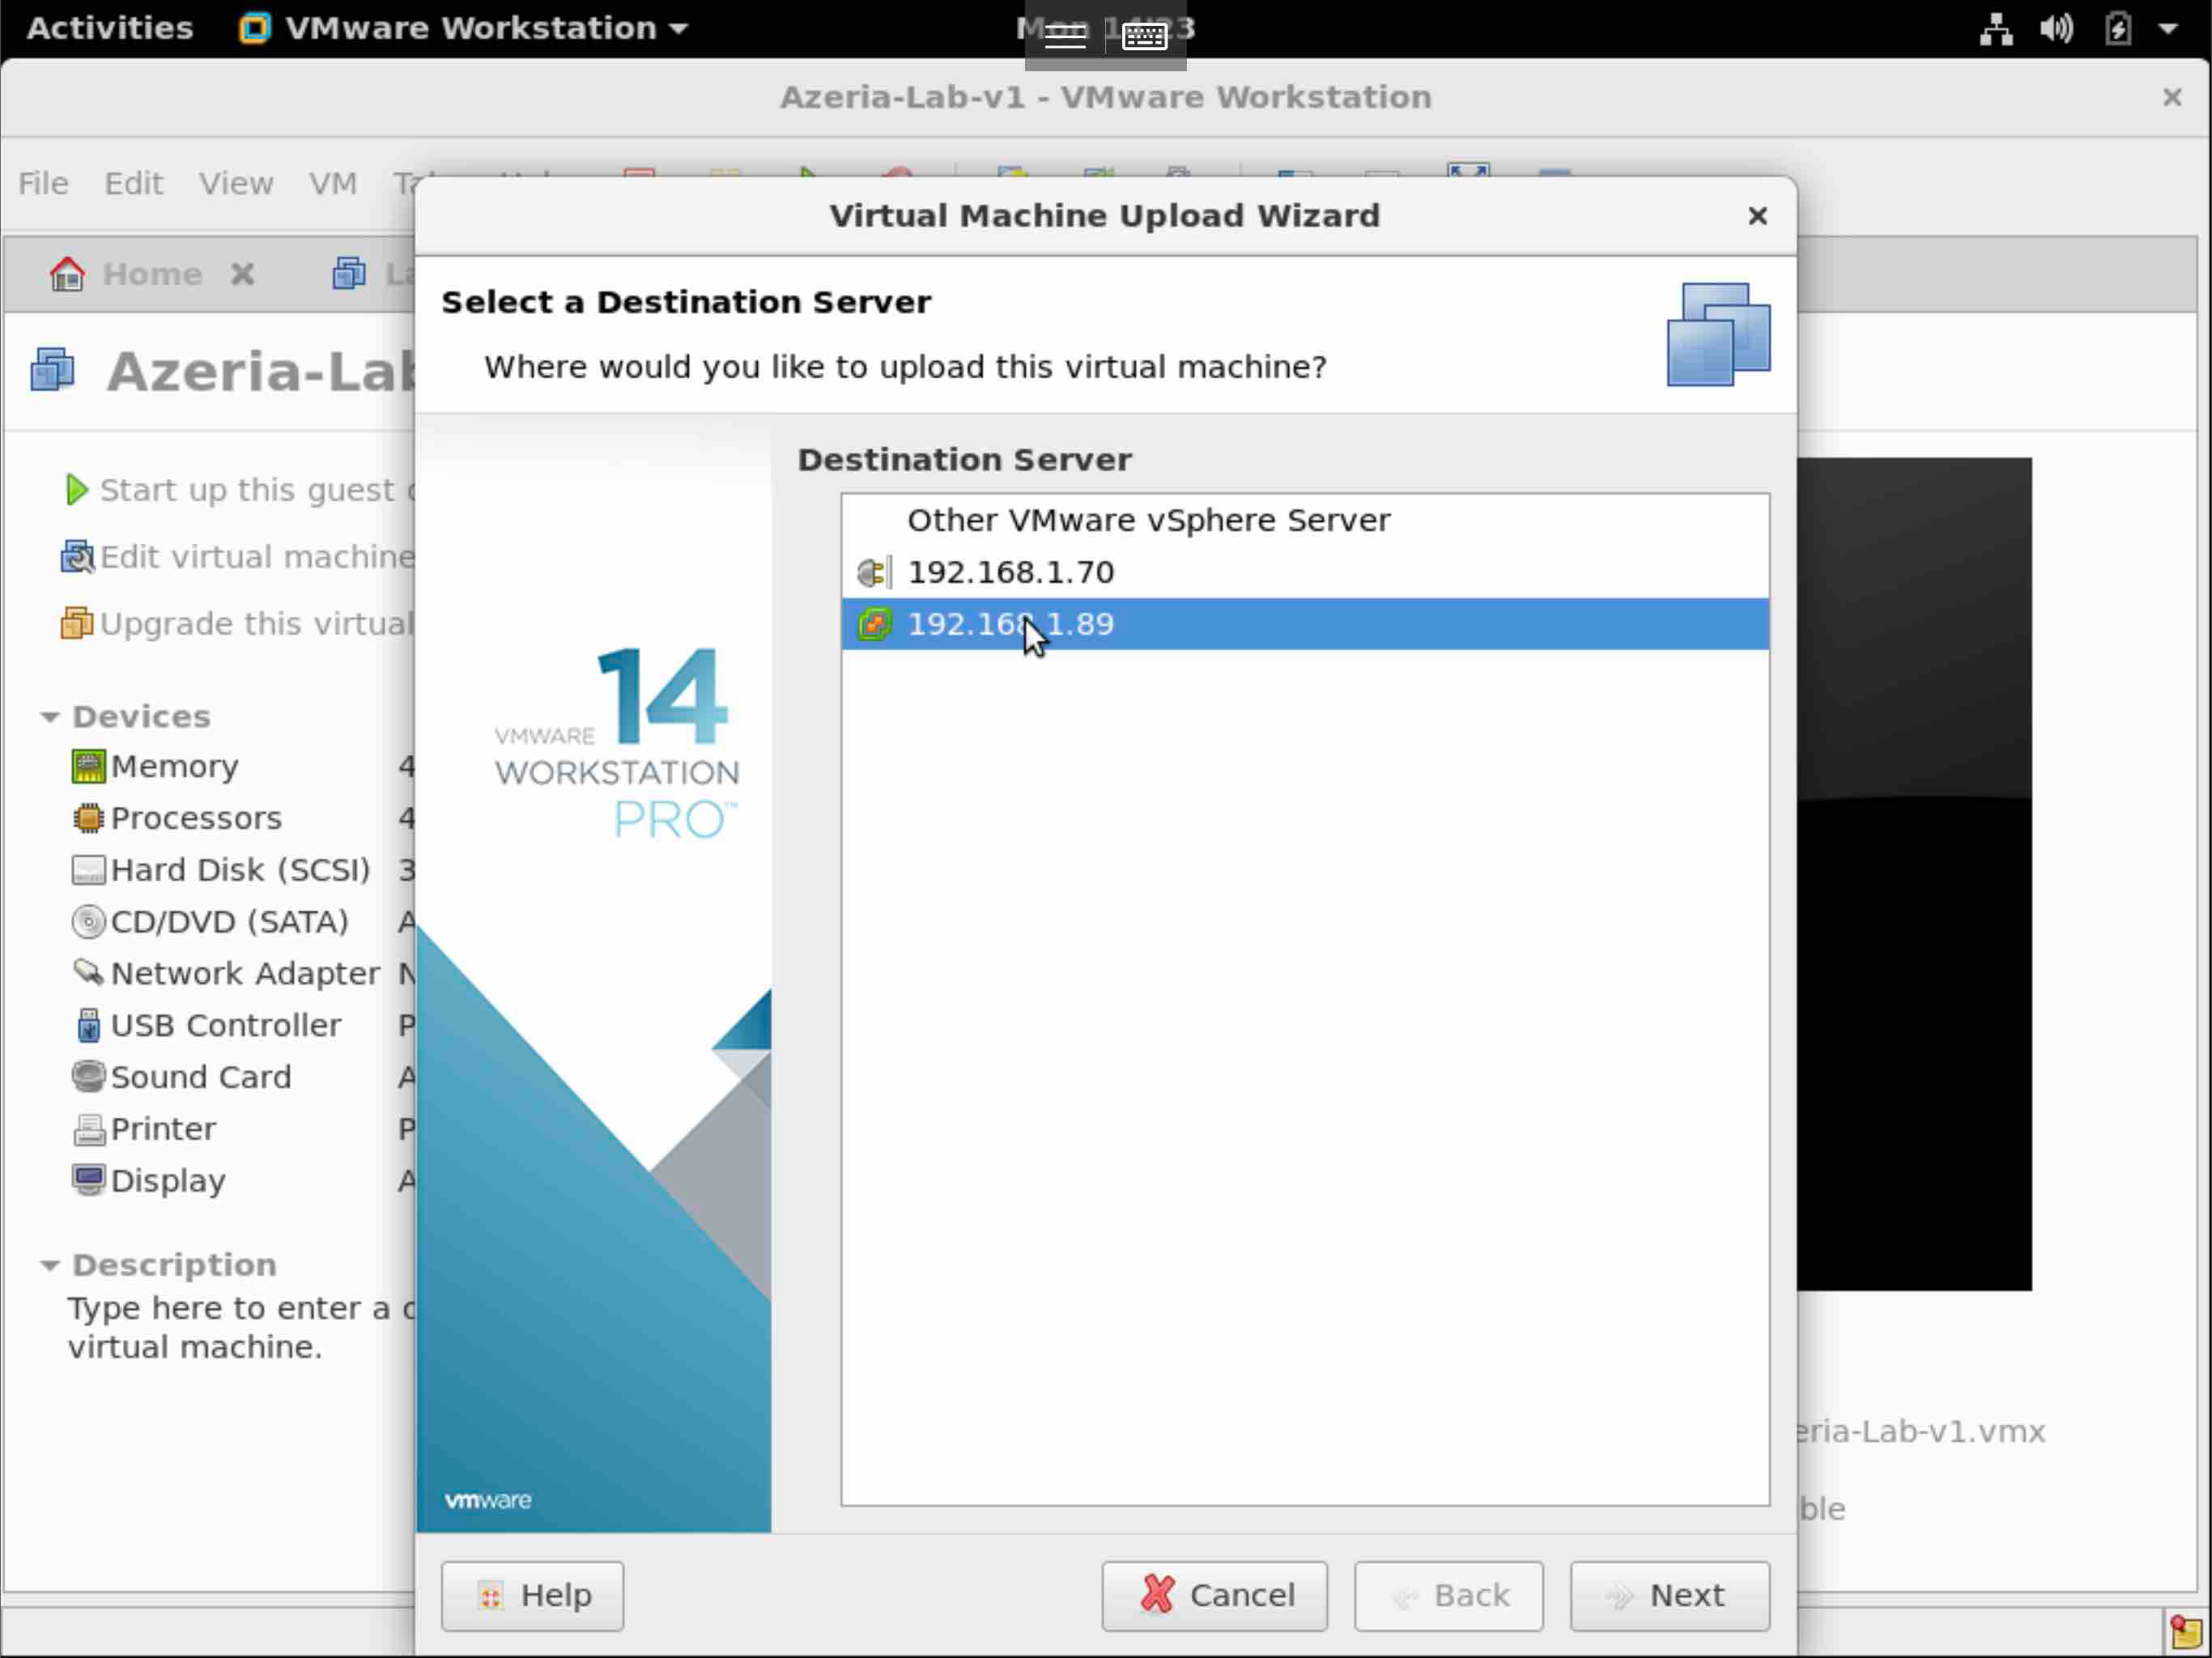 Activities VMware Workstation
Azeria-Lab-v1 - VMware Workstation
File Edit View VM
Virtual Machine Upload Wizard
Home
Select a Destination Server
Where would you like to upload this virtual machine?
Azeria-Lab
Destination Server
Start up this guest
Other VMware vSphere Server
Edit virtual machine
192.168.1.70
Upgrade this virtual
192.168.1.89
VMWARE 14
WORKSTATION
PRO™
Devices
Memory 4
Processors 4
Hard Disk (SCSI) 3
CD/DVD (SATA) A
Network Adapter N
USB Controller P
Sound Card A
Printer P
Display A
Description
Type here to enter a
virtual machine.
eria-Lab-v1.vmx
vmware
ble
Help Cancel Back Next